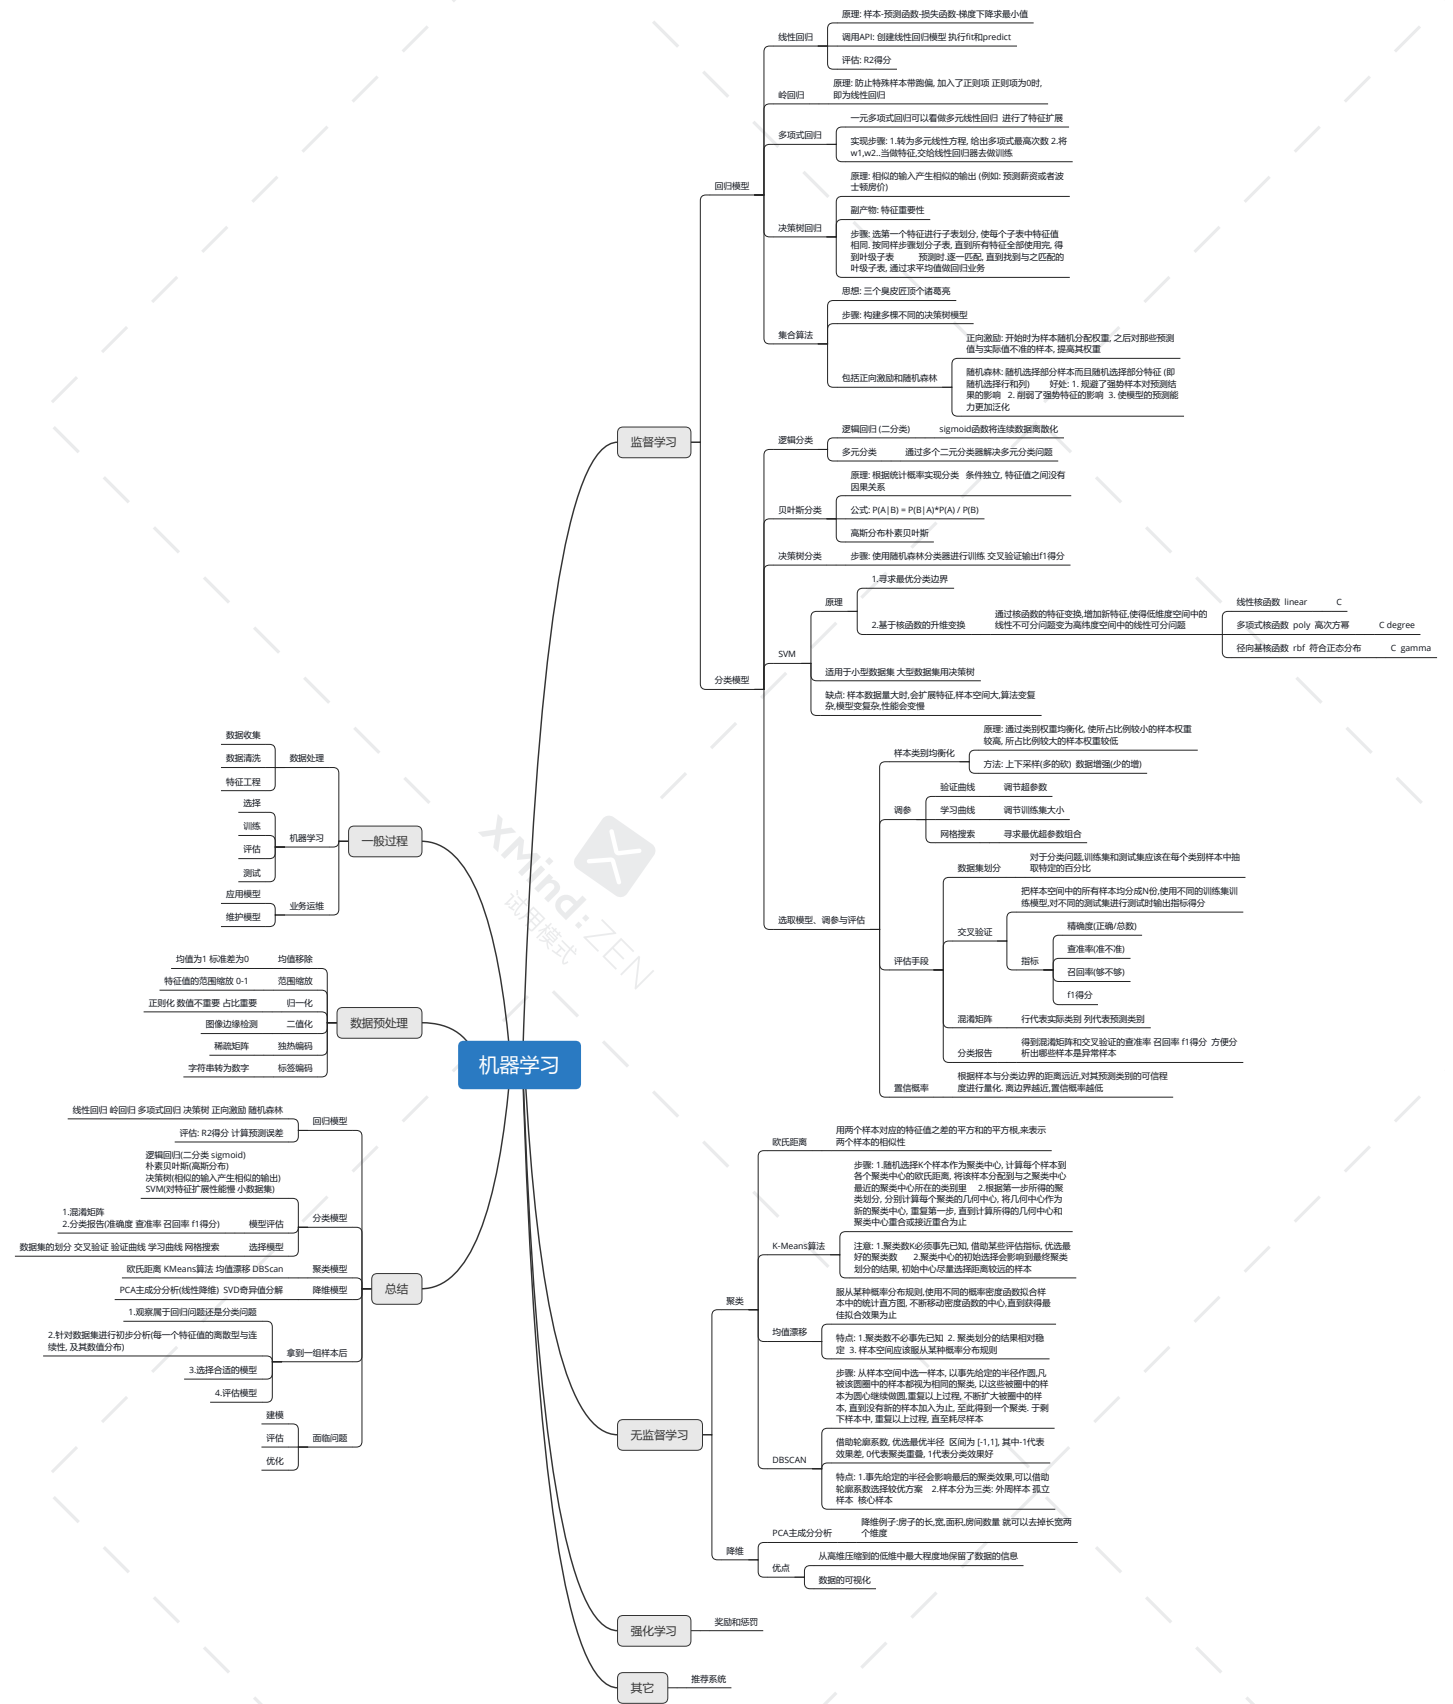 机器学习
监督学习
回归模型
线性回归
原理: 样本-预测函数-损失函数-梯度下降求最小值
调用API: 创建线性回归模型 执行fit和predict
评估: R2得分
岭回归
原理: 防止特殊样本带跑偏, 加入了正则项 正则项为0时,
即为线性回归
多项式回归
一元多项式回归可以看做多元线性回归 进行了特征扩展
实现步骤: 1.转为多元线性方程, 给出多项式最高次数 2.将
w1,w2..当做特征,交给线性回归器去做训练
决策树回归
原理: 相似的输入产生相似的输出 (例如: 预测薪资或者波
士顿房价)
副产物: 特征重要性
步骤: 选第一个特征进行子表划分, 使每个子表中特征值
相同. 按同样步骤划分子表, 直到所有特征全部使用完, 得
到叶级子表 预测时.逐一匹配, 直到找到与之匹配的
叶级子表, 通过求平均值做回归业务
集合算法
思想: 三个臭皮匠顶个诸葛亮
步骤: 构建多棵不同的决策树模型
包括正向激励和随机森林
正向激励: 开始时为样本随机分配权重, 之后对那些预测
值与实际值不准的样本, 提高其权重
随机森林: 随机选择部分样本而且随机选择部分特征 (即
随机选择行和列) 好处: 1. 规避了强势样本对预测结
果的影响 2. 削弱了强势特征的影响 3. 使模型的预测能
力更加泛化
分类模型
逻辑分类
逻辑回归 (二分类) sigmoid函数将连续数据离散化
多元分类 通过多个二元分类器解决多元分类问题
贝叶斯分类
原理: 根据统计概率实现分类 条件独立, 特征值之间没有
因果关系
公式: P(A|B) = P(B|A)*P(A) / P(B)
高斯分布朴素贝叶斯
决策树分类 步骤: 使用随机森林分类器进行训练 交叉验证输出f1得分
SVM
原理
1.寻求最优分类边界
2.基于核函数的升维变换
通过核函数的特征变换,增加新特征,使得低维度空间中的
线性不可分问题变为高纬度空间中的线性可分问题
线性核函数 linear C
多项式核函数 poly 高次方幂 C degree
径向基核函数 rbf 符合正态分布 C gamma
适用于小型数据集 大型数据集用决策树
缺点: 样本数据量大时,会扩展特征,样本空间大,算法变复
杂,模型变复杂,性能会变慢
选取模型、调参与评估
样本类别均衡化
原理: 通过类别权重均衡化, 使所占比例较小的样本权重
较高, 所占比例较大的样本权重较低
方法: 上下采样(多的砍) 数据增强(少的增)
调参
验证曲线 调节超参数
学习曲线 调节训练集大小
网格搜索 寻求最优超参数组合
评估手段
数据集划分
对于分类问题,训练集和测试集应该在每个类别样本中抽
取特定的百分比
交叉验证
把样本空间中的所有样本均分成N份,使用不同的训练集训
练模型,对不同的测试集进行测试时输出指标得分
指标
精确度(正确/总数)
查准率(准不准)
召回率(够不够)
f1得分
混淆矩阵 行代表实际类别 列代表预测类别
分类报告
得到混淆矩阵和交叉验证的查准率 召回率 f1得分 方便分
析出哪些样本是异常样本
置信概率
根据样本与分类边界的距离远近,对其预测类别的可信程
度进行量化. 离边界越近,置信概率越低
无监督学习
聚类
欧氏距离
用两个样本对应的特征值之差的平方和的平方根,来表示
两个样本的相似性
K-Means算法
步骤: 1.随机选择K个样本作为聚类中心, 计算每个样本到
各个聚类中心的欧氏距离, 将该样本分配到与之聚类中心
最近的聚类中心所在的类别里 2.根据第一步所得的聚
类划分, 分别计算每个聚类的几何中心, 将几何中心作为
新的聚类中心, 重复第一步, 直到计算所得的几何中心和
聚类中心重合或接近重合为止
注意: 1.聚类数K必须事先已知, 借助某些评估指标, 优选最
好的聚类数 2.聚类中心的初始选择会影响到最终聚类
划分的结果, 初始中心尽量选择距离较远的样本
均值漂移
服从某种概率分布规则,使用不同的概率密度函数拟合样
本中的统计直方图, 不断移动密度函数的中心,直到获得最
佳拟合效果为止
特点: 1.聚类数不必事先已知 2. 聚类划分的结果相对稳
定 3. 样本空间应该服从某种概率分布规则
DBSCAN
步骤: 从样本空间中选一样本, 以事先给定的半径作圆,凡
被该圆圈中的样本都视为相同的聚类, 以这些被圈中的样
本为圆心继续做圆,重复以上过程, 不断扩大被圈中的样
本, 直到没有新的样本加入为止, 至此得到一个聚类. 于剩
下样本中, 重复以上过程, 直至耗尽样本
借助轮廓系数, 优选最优半径 区间为 [-1,1], 其中-1代表
效果差, 0代表聚类重叠, 1代表分类效果好
特点: 1.事先给定的半径会影响最后的聚类效果,可以借助
轮廓系数选择较优方案 2.样本分为三类: 外周样本 孤立
样本 核心样本
降维
PCA主成分分析
降维例子:房子的长,宽,面积,房间数量 就可以去掉长宽两
个维度
优点
从高维压缩到的低维中最大程度地保留了数据的信息
数据的可视化
强化学习 奖励和惩罚
其它 推荐系统
一般过程
数据处理
数据收集
数据清洗
特征工程
机器学习
选择
训练
评估
测试
业务运维
应用模型
维护模型
数据预处理
均值为1 标准差为0 均值移除
特征值的范围缩放 0-1 范围缩放
正则化 数值不重要 占比重要 归一化
图像边缘检测 二值化
稀疏矩阵 独热编码
字符串转为数字 标签编码
总结
回归模型
线性回归 岭回归 多项式回归 决策树 正向激励 随机森林
评估: R2得分 计算预测误差
分类模型
逻辑回归(二分类 sigmoid)
朴素贝叶斯(高斯分布)
决策树(相似的输入产生相似的输出)
SVM(对特征扩展性能慢 小数据集)
模型评估
1.混淆矩阵
2.分类报告(准确度 查准率 召回率 f1得分)
数据集的划分 交叉验证 验证曲线 学习曲线 网格搜索 选择模型
欧氏距离 KMeans算法 均值漂移 DBScan 聚类模型
PCA主成分分析(线性降维) SVD奇异值分解 降维模型
拿到一组样本后
1.观察属于回归问题还是分类问题
2.针对数据集进行初步分析(每一个特征值的离散型与连
续性, 及其数值分布)
3.选择合适的模型
4.评估模型
面临问题
建模
评估
优化
XMind:ZEN
试用模式